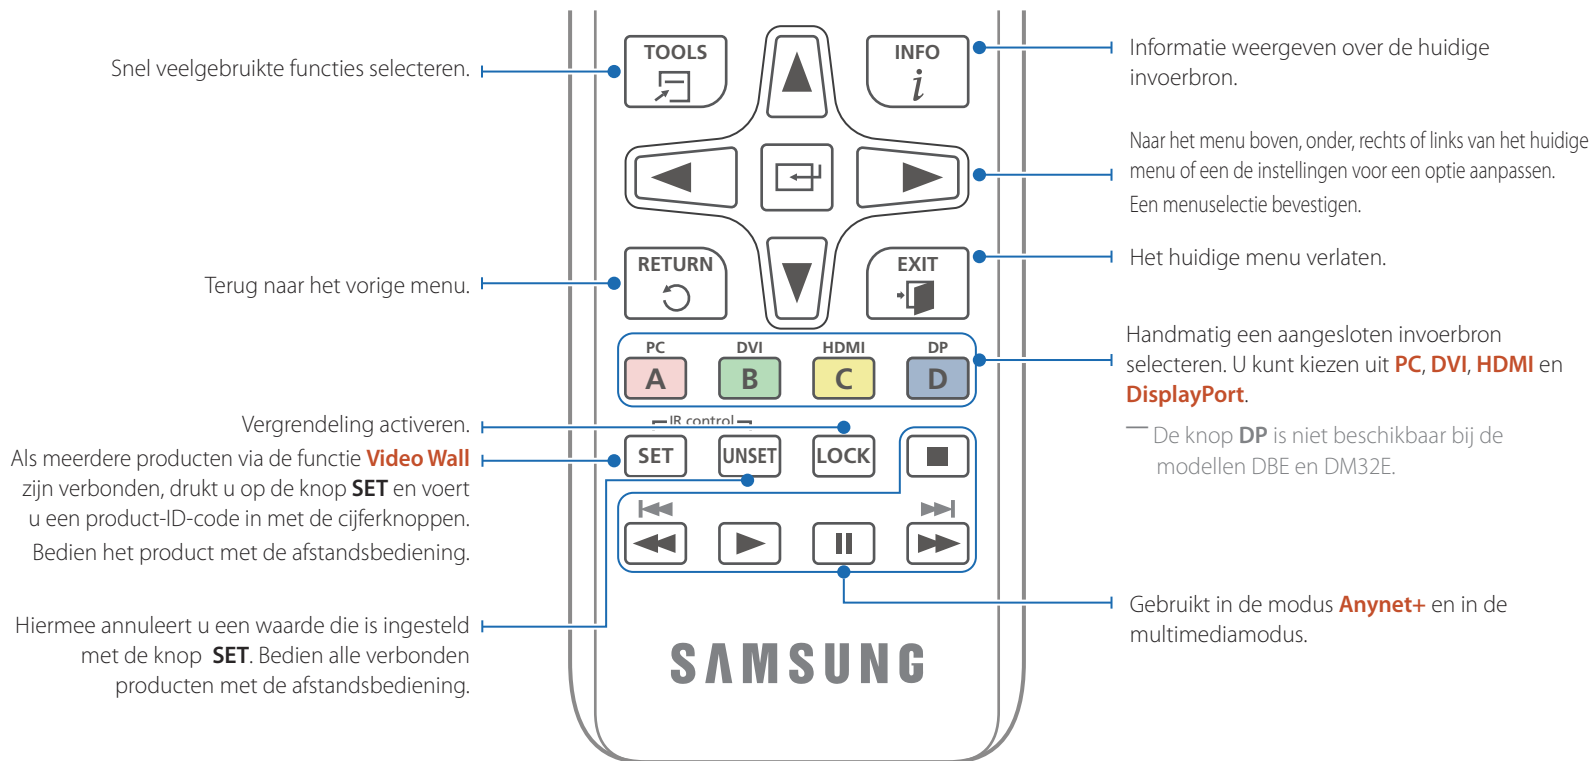 Snel veelgebruikte functies selecteren.
TOOLS
INFO
i
Informatie weergeven over de huidige
invoerbron.
Naar het menu boven, onder, rechts of links van het huidige
menu of een de instellingen voor een optie aanpassen.
Een menuselectie bevestigen.
Terug naar het vorige menu.
RETURN
EXIT
Het huidige menu verlaten.
PC DVI HDMI DP
A B C D
Handmatig een aangesloten invoerbron
selecteren. U kunt kiezen uit PC, DVI, HDMI en
DisplayPort.
De knop DP is niet beschikbaar bij de
modellen DBE en DM32E.
Vergrendeling activeren.
IR control
SET UNSET LOCK
Als meerdere producten via de functie Video Wall
zijn verbonden, drukt u op de knop SET en voert
u een product-ID-code in met de cijferknoppen.
Bedien het product met de afstandsbediening.
Hiermee annuleert u een waarde die is ingesteld
met de knop SET. Bedien alle verbonden
producten met de afstandsbediening.
Gebruikt in de modus Anynet+ en in de
multimediamodus.
SAMSUNG